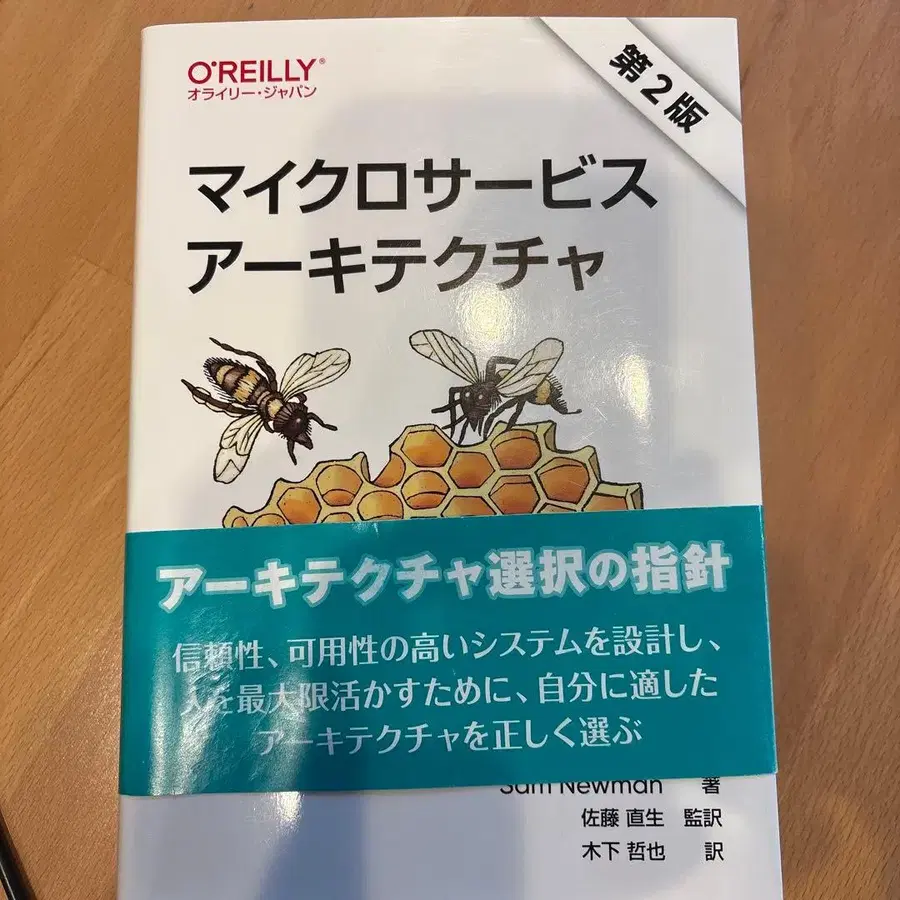 O'REILLY®
オライリー・ジャパン
第2版
マイクロサービス
アーキテクチャ
アーキテクチャ選択の指針
信頼性、可用性の高いシステムを設計し、
人を最大限活かすために、自分に適した
アーキテクチャを正しく選ぶ
Sam Newman 著
佐藤 直生 監訳
木下 哲也 訳